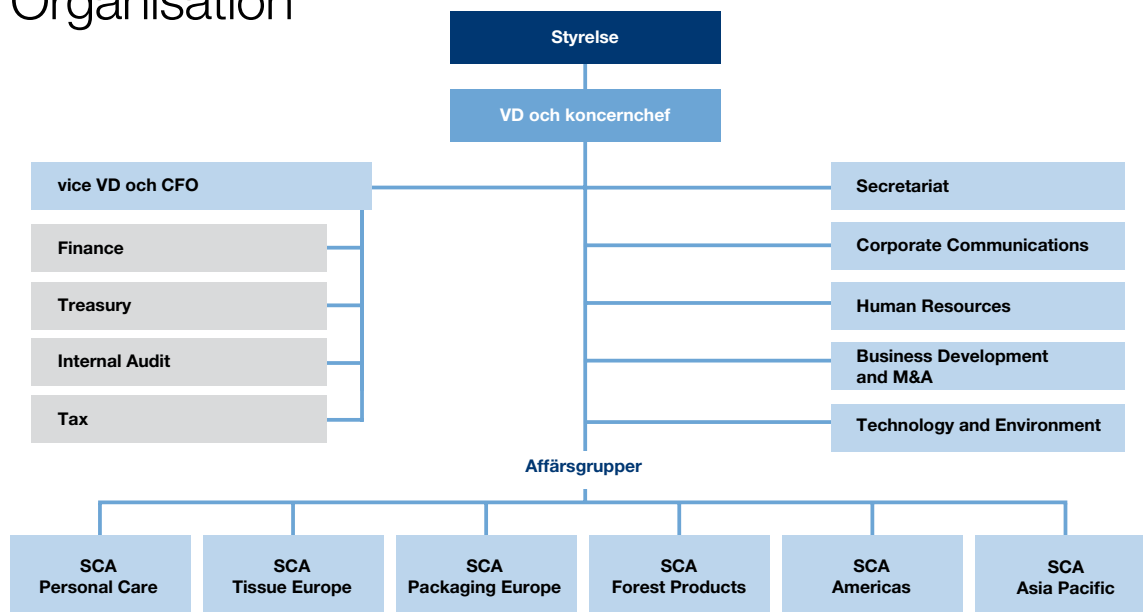 Organisation
Styrelse
VD och koncernchef
vice VD och CFO
Secretariat
Finance
Corporate Communications
Treasury
Human Resources
Internal Audit
Business Development
and M&A
Tax
Technology and Environment
Affärsgrupper
SCA
Personal Care
SCA
Tissue Europe
SCA
Packaging Europe
SCA
Forest Products
SCA
Americas
SCA
Asia Pacific